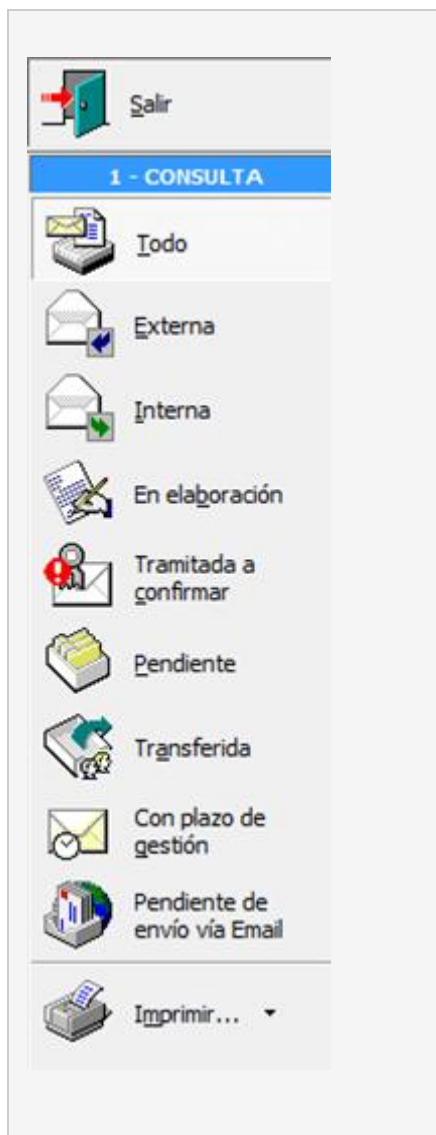 Salir
1 - CONSULTA
Todo
Externa
Interna
En elaboración
Tramitada a
confirmar
Pendiente
Transferida
Con plazo de
gestión
Pendiente de
envío vía Email
Imprimir...